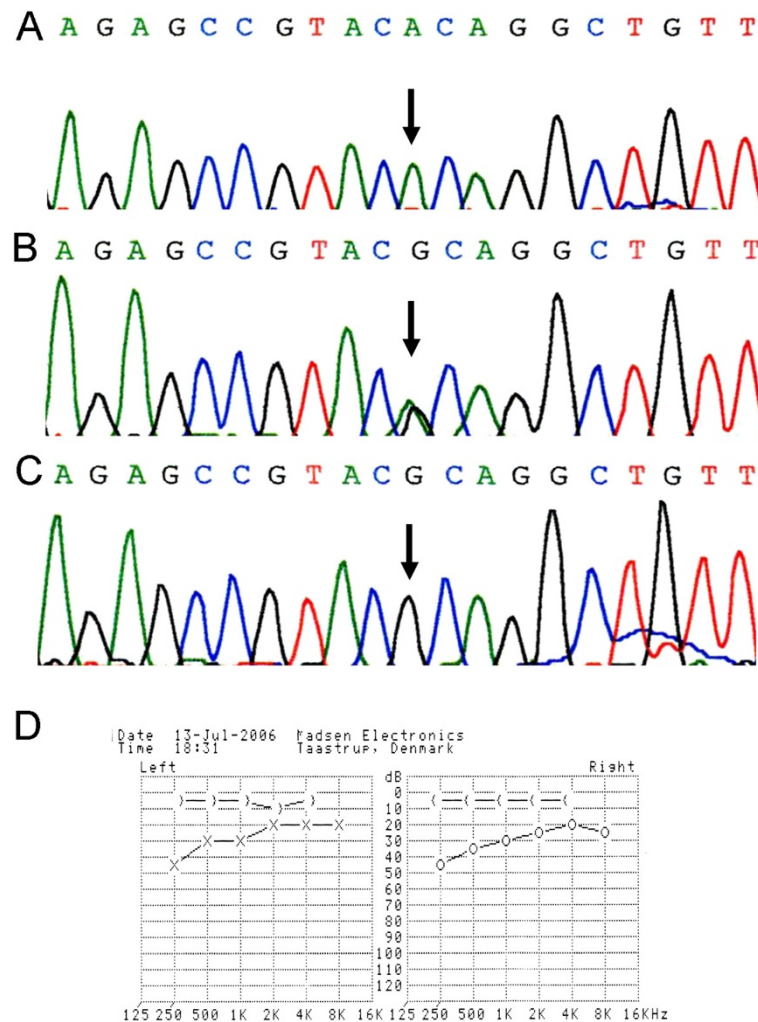 A
A G A G C C G T A C A C A G G C T G T T
B
A G A G C C G T A C G C A G G C T G T T
C
A G A G C C G T A C G C A G G C T G T T
D
Date 13-Jul-2006 Madsen Electronics
Time 18:31 Taastrup, Denmark
Left dB Right
0
10
20
30
40
50
60
70
80
90
100
110
120
125 250 500 1K 2K 4K 8K 16K 125 250 500 1K 2K 4K 8K 16KHz